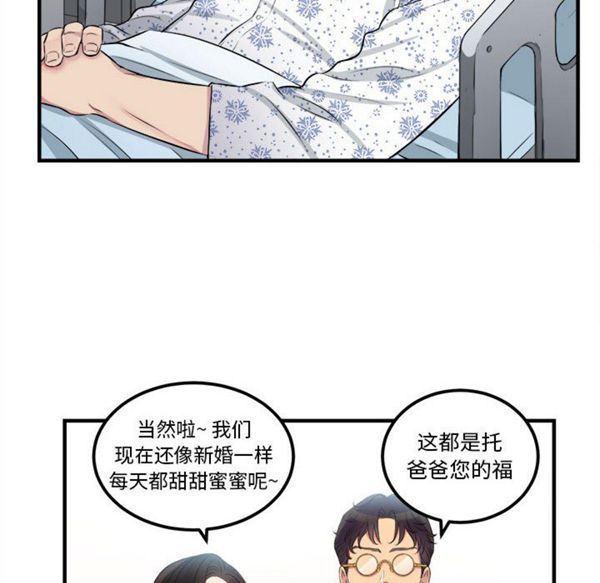 当然啦~ 我们
现在还像新婚一样
每天都甜甜蜜蜜呢~
这都是托
爸爸您的福